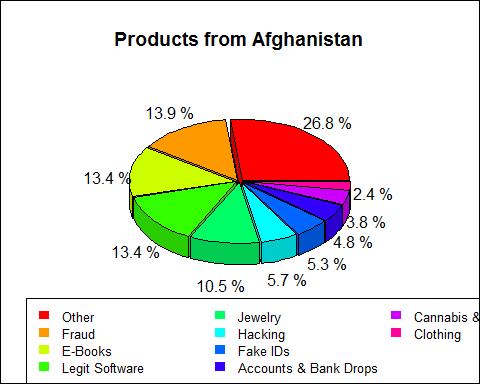 Products from Afghanistan
13.9 %
26.8 %
13.4 %
2.4 %
3.8 %
4.8 %
13.4 %
5.3 %
5.7 %
10.5 %
Other
Jewelry
Cannabis &
Fraud
Hacking
Clothing
E-Books
Fake IDs
Legit Software
Accounts & Bank Drops